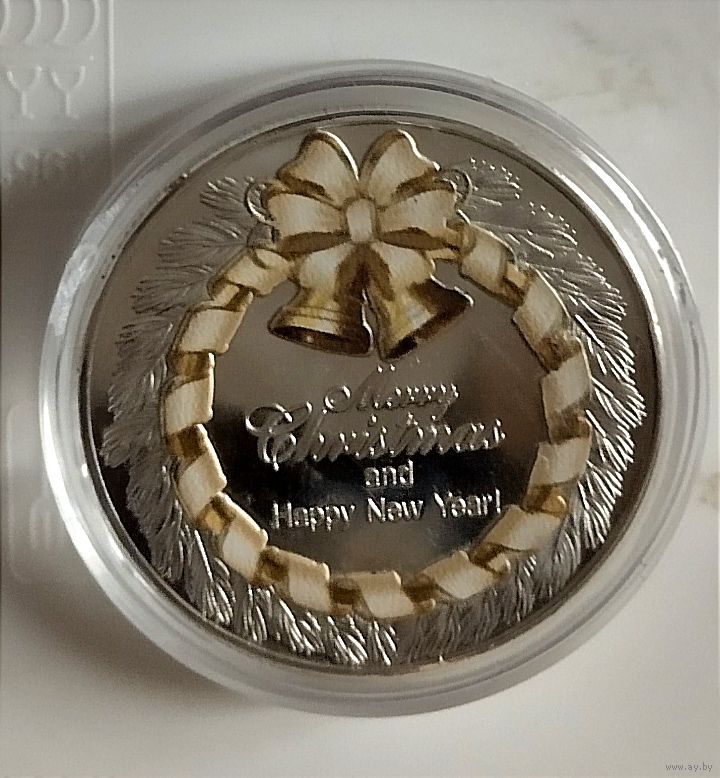 Merry
Christmas
and
Happy New Year!
www.ay.by